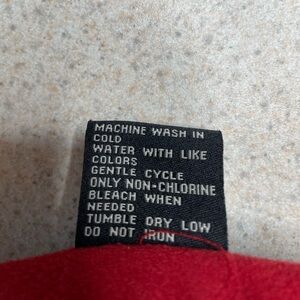 MACHINE WASH IN
COLD
WATER WITH LIKE
COLORS
GENTLE CYCLE
ONLY NON-CHLORINE
BLEACH WHEN
NEEDED
TUMBLE DRY LOW
DO NOT IRON